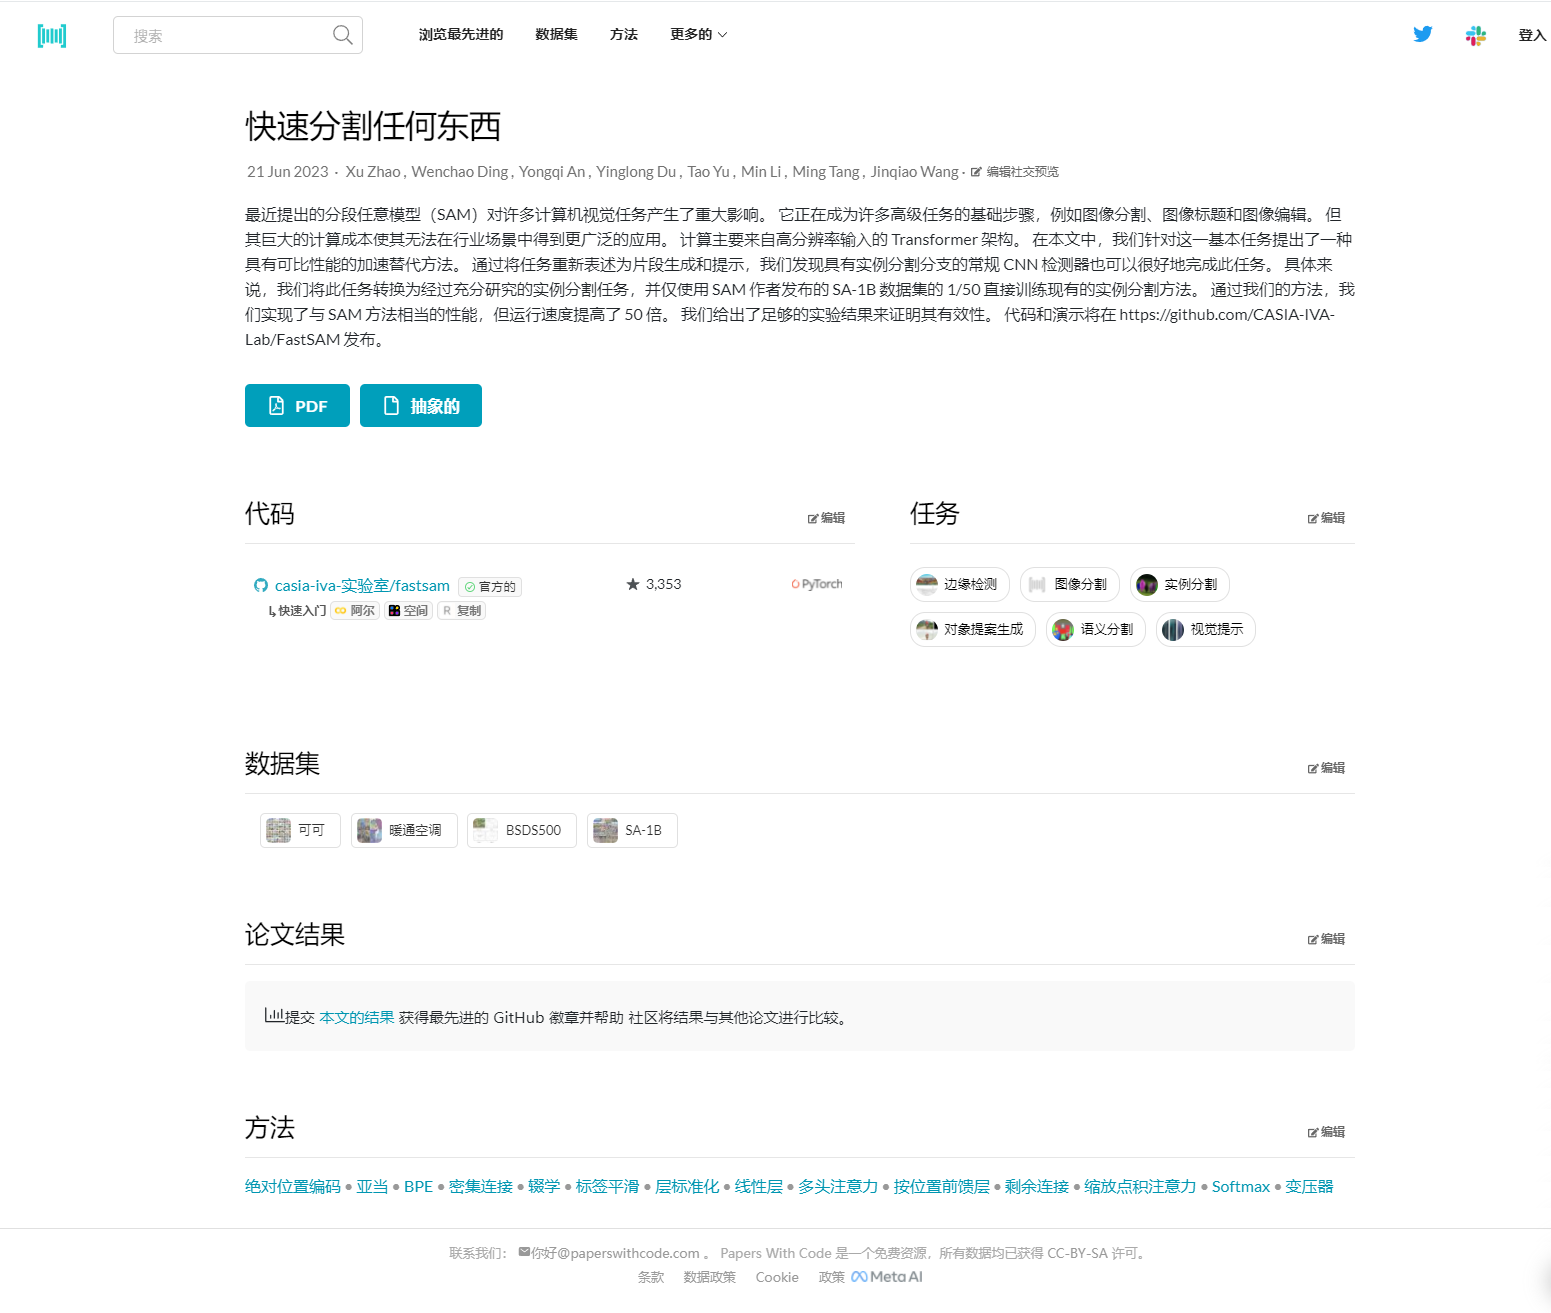 搜索
浏览最先进的 数据集 方法 更多的 登入
快速分割任何东西
21 Jun 2023 · Xu Zhao, Wenchao Ding, Yongqi An, Yinglong Du, Tao Yu, Min Li, Ming Tang, Jinqiao Wang · 编辑社交预览
最近提出的分段任意模型（SAM）对许多计算机视觉任务产生了重大影响。 它正在成为许多高级任务的基础步骤，例如图像分割、图像标题和图像编辑。 但
其巨大的计算成本使其无法在行业场景中得到更广泛的应用。 计算主要来自高分辨率输入的 Transformer 架构。 在本文中，我们针对这一基本任务提出了一种
具有可比性能的加速替代方法。 通过将任务重新表述为片段生成和提示，我们发现具有实例分割分支的常规 CNN 检测器也可以很好地完成此任务。 具体来
说，我们将此任务转换为经过充分研究的实例分割任务，并仅使用 SAM 作者发布的 SA-1B 数据集的 1/50 直接训练现有的实例分割方法。 通过我们的方法，我
们实现了与 SAM 方法相当的性能，但运行速度提高了 50 倍。 我们给出了足够的实验结果来证明其有效性。 代码和演示将在 https://github.com/CASIA-IVA-
Lab/FastSAM 发布。
PDF 抽象的
代码 编辑
casia-iva-实验室/fastsam 官方的 ★ 3,353 PyTorch
↳快速入门 阿尔 空间 R 复制
任务 编辑
边缘检测 图像分割 实例分割
对象提案生成 语义分割 视觉提示
数据集 编辑
可可 暖通空调 BSDS500 SA-1B
论文结果 编辑
提交 本文的结果 获得最先进的 GitHub 徽章并帮助 社区将结果与其他论文进行比较。
方法 编辑
绝对位置编码 • 亚当 • BPE • 密集连接 • 辍学 • 标签平滑 • 层标准化 • 线性层 • 多头注意力 • 按位置前馈层 • 剩余连接 • 缩放点积注意力 • Softmax • 变压器
联系我们： 你好@paperswithcode.com 。 Papers With Code 是一个免费资源，所有数据均已获得 CC-BY-SA 许可。
条款 数据政策 Cookie 政策 Meta AI